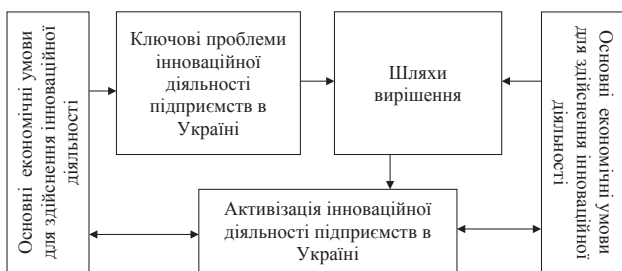 Основні економічні умови
для здійснення інноваційної
діяльності
Ключові проблеми
інноваційної
діяльності
підприємств в
Україні
Шляхи
вирішення
Основні економічні умови
для здійснення інноваційної
діяльності
Активізація інноваційної
діяльності підприємств в
Україні